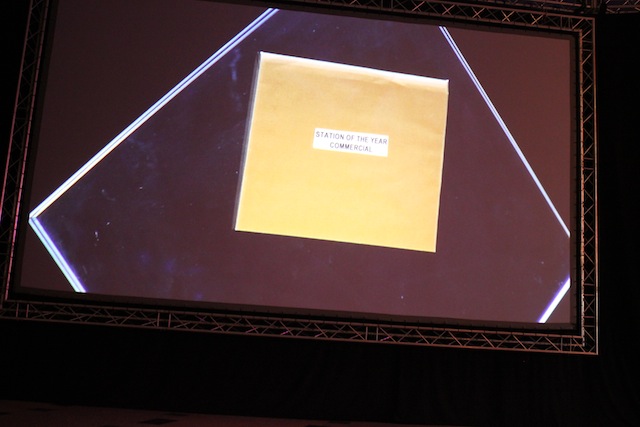 STATION OF THE YEAR
COMMERCIAL